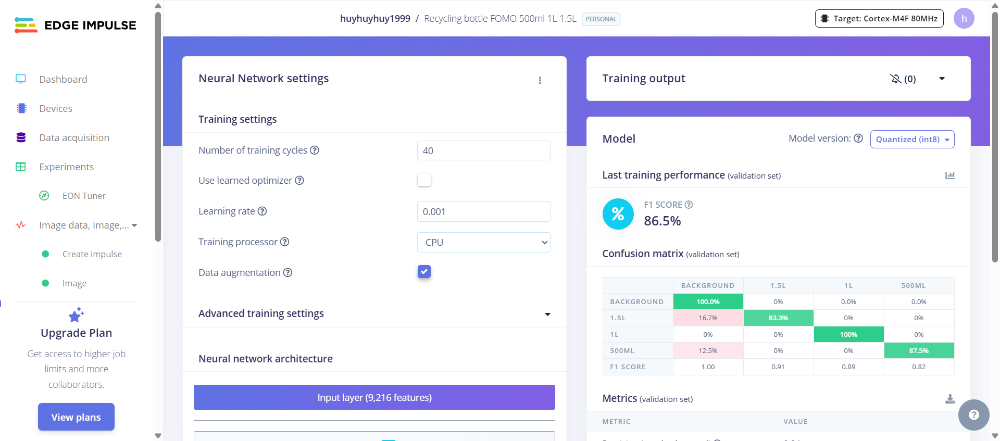 EDGE IMPULSE
huyhuyhuy1999 / Recycling bottle FOMO 500ml 1L 1.5L PERSONAL
Target: Cortex-M4F 80MHz
h
Dashboard
Devices
Data acquisition
Experiments
EON Tuner
Image data, Image,...
Create impulse
Image
Upgrade Plan
Get access to higher job
limits and more
collaborators.
View plans
Neural Network settings
Training settings
Number of training cycles ? 40
Use learned optimizer ?
Learning rate ? 0.001
Training processor ? CPU
Data augmentation ?
Advanced training settings
Neural network architecture
Input layer (9,216 features)
Training output (0)
Model Model version: ? Quantized (int8)
Last training performance (validation set)
% F1 SCORE ?
86.5%
Confusion matrix (validation set)
BACKGROUND 1.5L 1L 500ML
BACKGROUND 100.0% 0% 0.0% 0.0%
1.5L 16.7% 83.3% 0% 0%
1L 0% 0% 100% 0%
500ML 12.5% 0% 0% 87.5%
F1 SCORE 1.00 0.91 0.89 0.82
Metrics (validation set)
METRIC VALUE
?